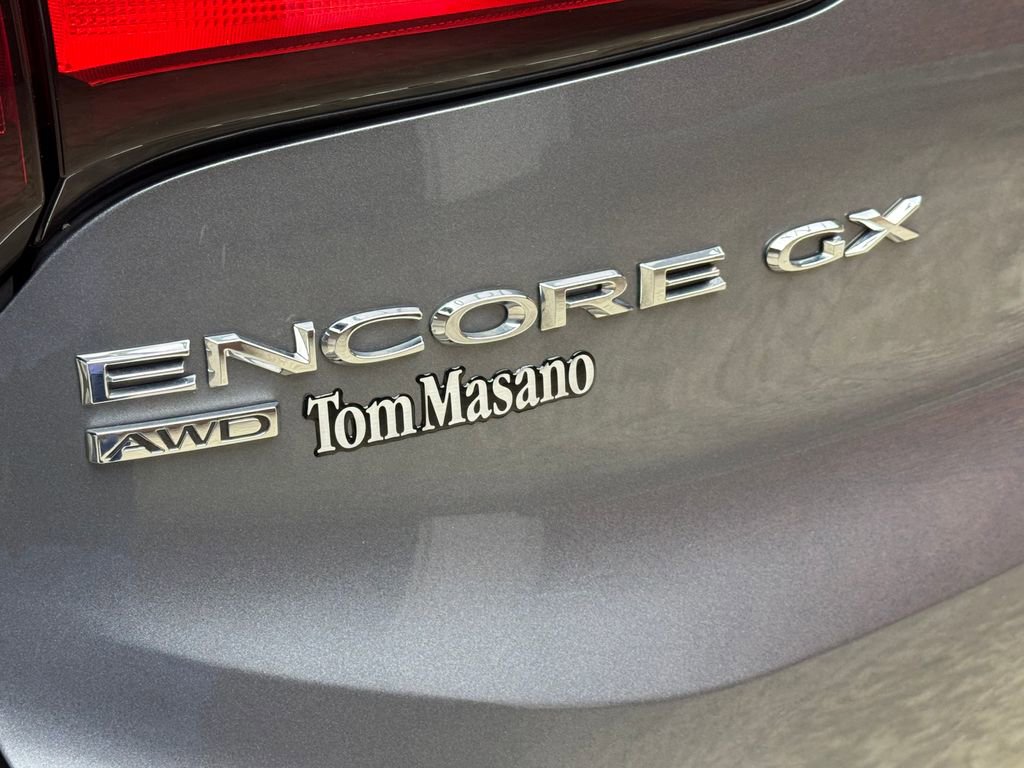 ENCORE GX
AWD
Tom Masano